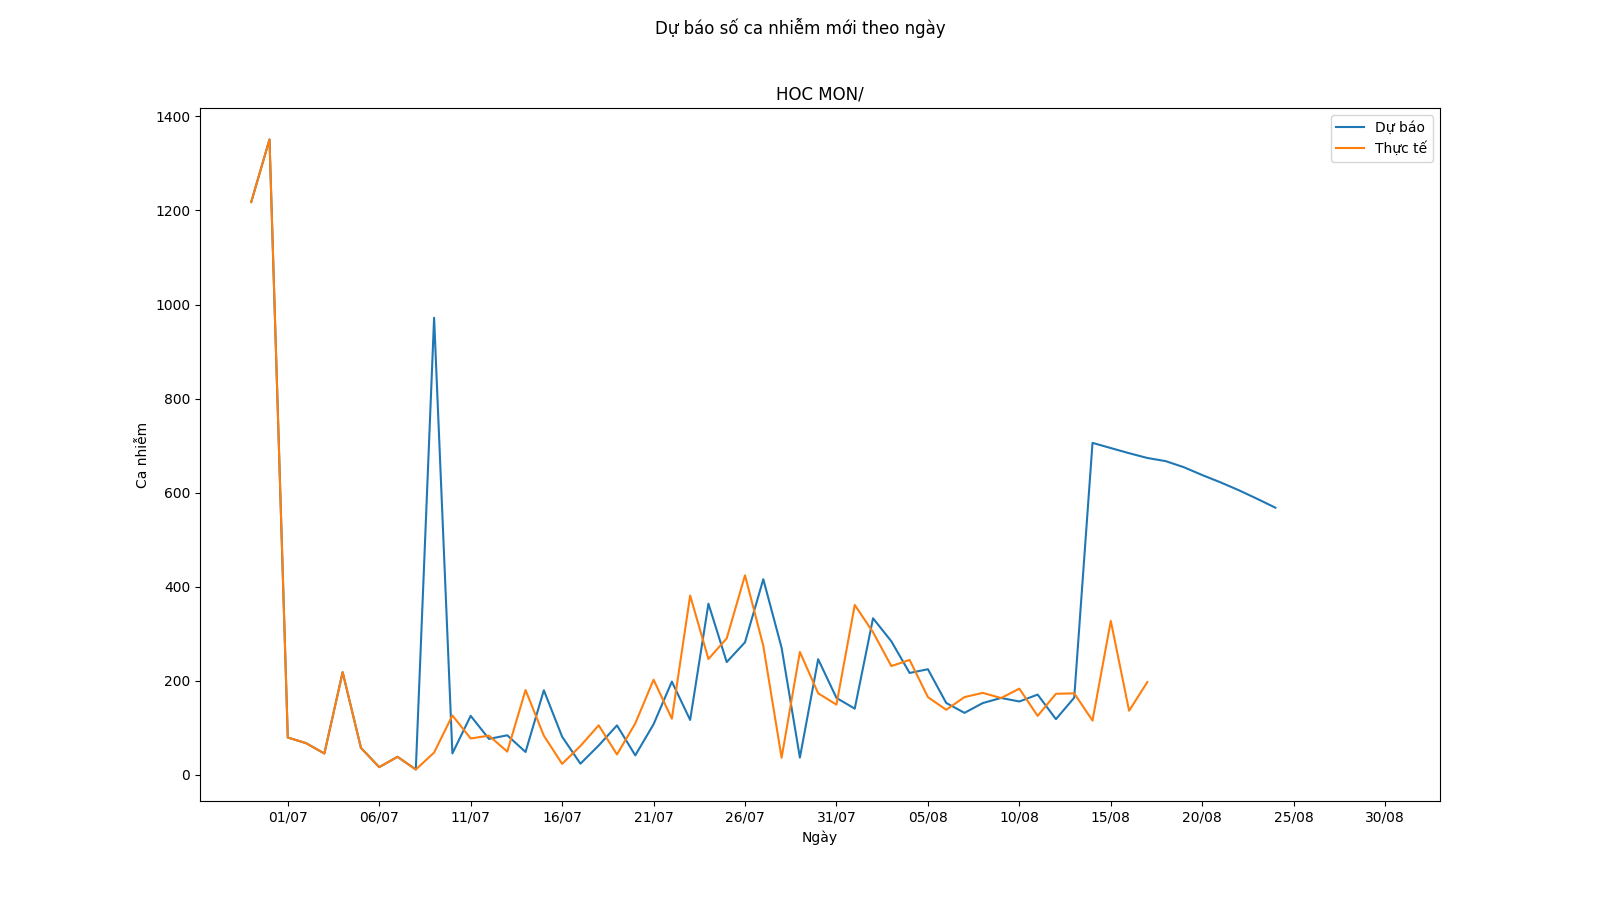 Dự báo số ca nhiễm mới theo ngày
HOC MON/
Dự báo
Thực tế
Ca nhiễm
1400
1200
1000
800
600
400
200
0
01/07 06/07 11/07 16/07 21/07 26/07 31/07 05/08 10/08 15/08 20/08 25/08 30/08
Ngày